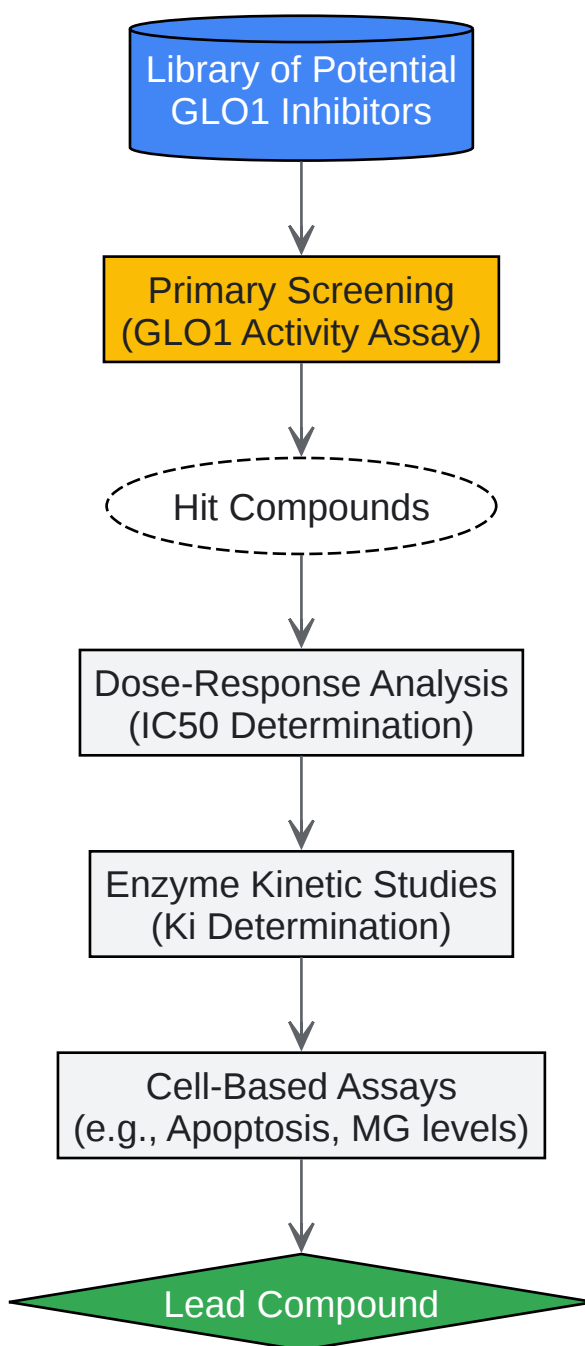 Library of Potential
GLO1 Inhibitors
Primary Screening
(GLO1 Activity Assay)
Hit Compounds
Dose-Response Analysis
(IC50 Determination)
Enzyme Kinetic Studies
(Ki Determination)
Cell-Based Assays
(e.g., Apoptosis, MG levels)
Lead Compound